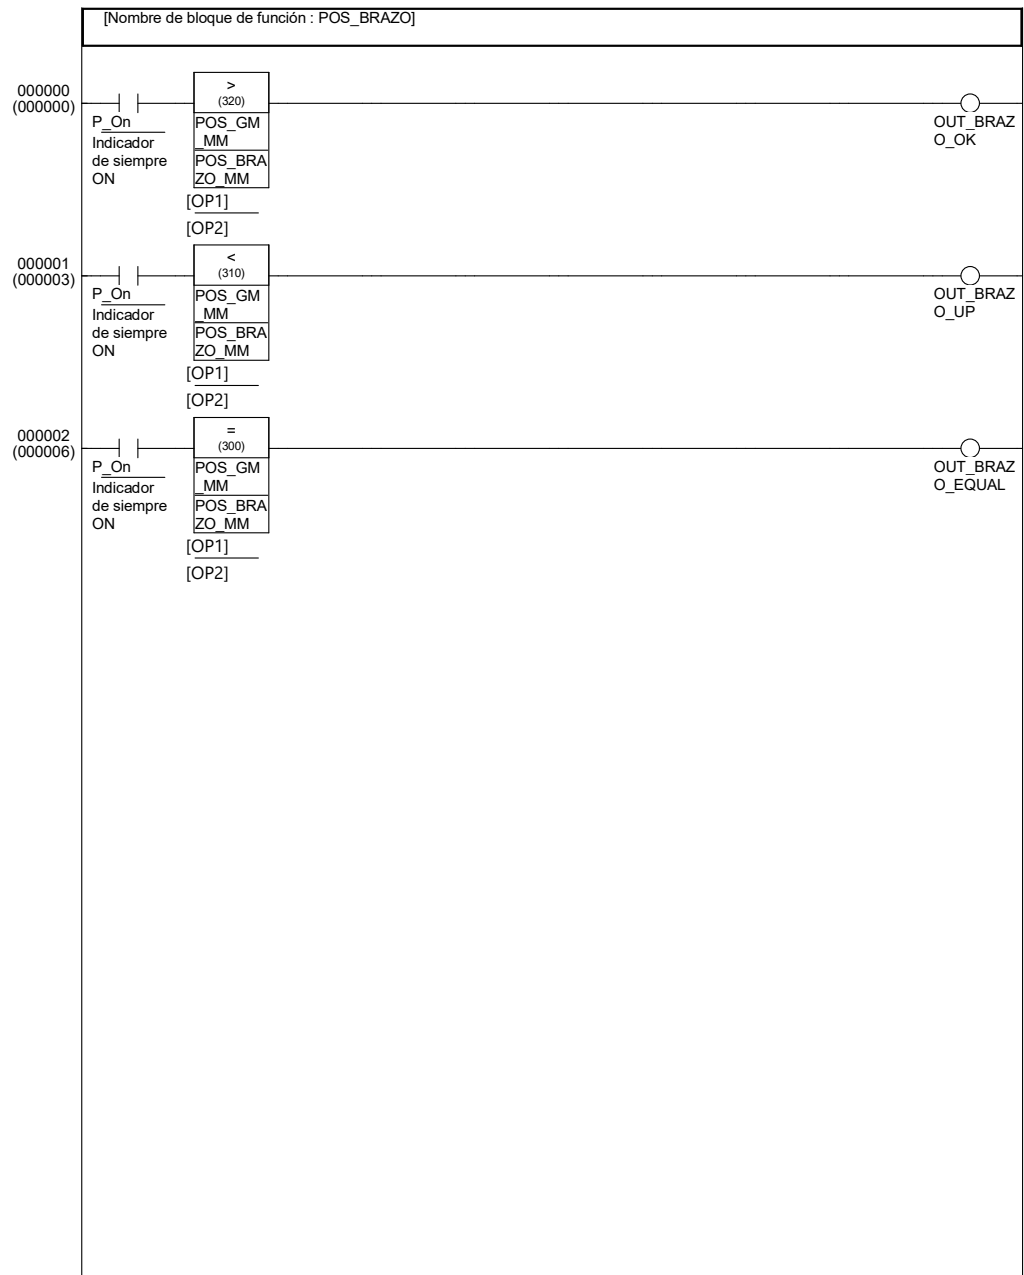 [Nombre de bloque de función : POS_BRAZO]
000000
(000000)
>
(320)
P_On
Indicador
de siempre
ON
POS_GM
_MM
POS_BRA
ZO_MM
[OP1]
[OP2]
OUT_BRAZ
O_OK
000001
(000003)
<
(310)
P_On
Indicador
de siempre
ON
POS_GM
_MM
POS_BRA
ZO_MM
[OP1]
[OP2]
OUT_BRAZ
O_UP
000002
(000006)
=
(300)
P_On
Indicador
de siempre
ON
POS_GM
_MM
POS_BRA
ZO_MM
[OP1]
[OP2]
OUT_BRAZ
O_EQUAL